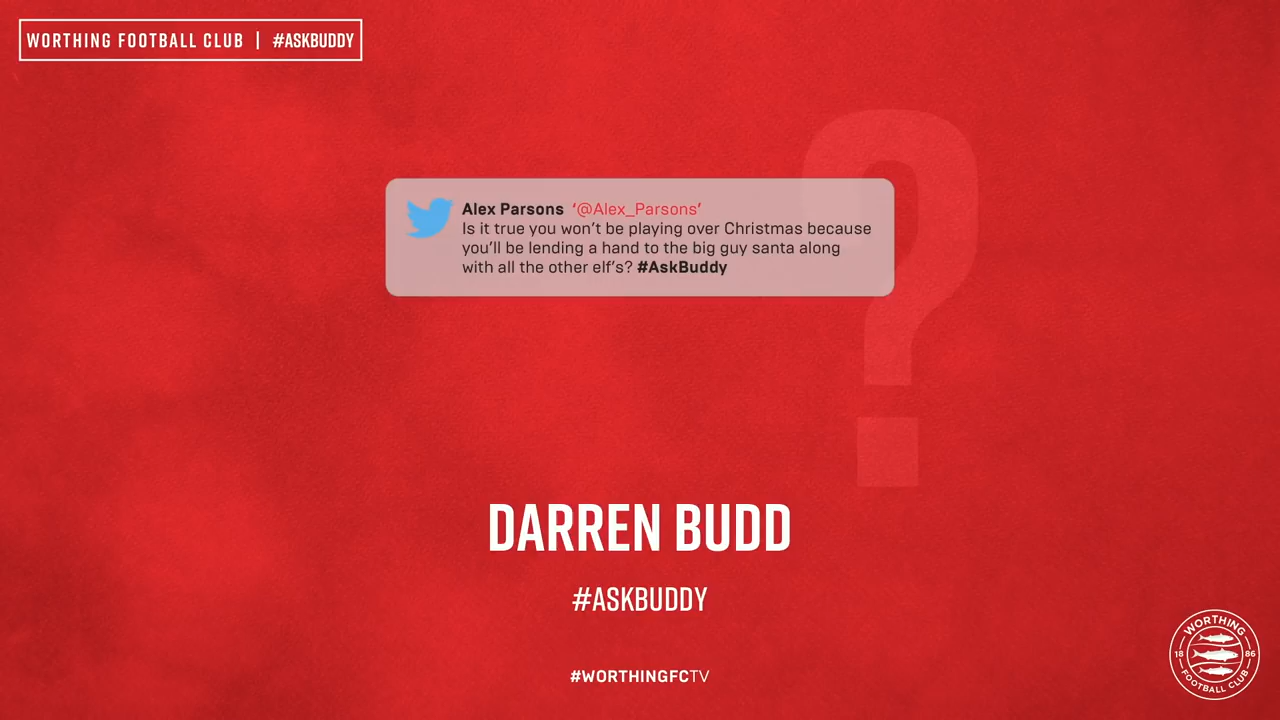 WORTHING FOOTBALL CLUB | #ASKBUDDY
Alex Parsons '@Alex_Parsons'
Is it true you won't be playing over Christmas because
you'll be lending a hand to the big guy santa along
with all the other elf's? #AskBuddy
DARREN BUDD
#ASKBUDDY
#WORTHINGFCTV
WORTHING
18 86
FOOTBALL CLUB